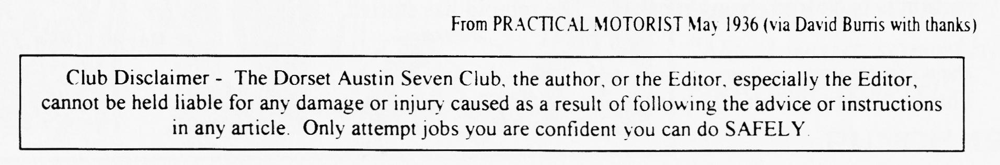 From PRACTICAL MOTORIST May 1936 (via David Burris with thanks)
Club Disclaimer - The Dorset Austin Seven Club, the author, or the Editor, especially the Editor,
cannot be held liable for any damage or injury caused as a result of following the advice or instructions
in any article. Only attempt jobs you are confident you can do SAFELY.